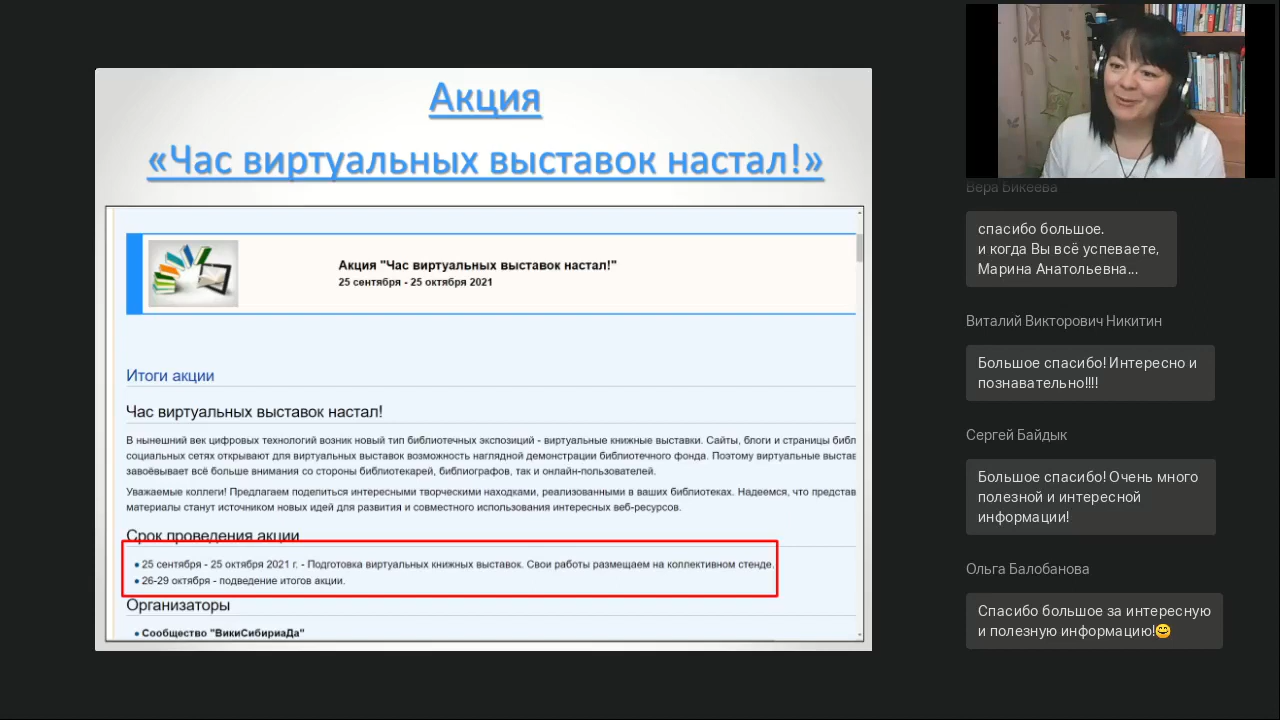 Акция
«Час виртуальных выставок настал!»
Акция "Час виртуальных выставок настал!"
25 сентября - 25 октября 2021
Итоги акции
Час виртуальных выставок настал!
В нынешний век цифровых технологий возник новый тип библиотечных экспозиций - виртуальные книжные выставки. Сайты, блоги и страницы библ
социальных сетях открывают для виртуальных выставок возможность наглядной демонстрации библиотечного фонда. Поэтому виртуальные выстав
завоёвывает всё больше внимания со стороны библиотекарей, библиографов, так и онлайн-пользователей.
Уважаемые коллеги! Предлагаем поделиться интересными творческими находками, реализованными в ваших библиотеках. Надеемся, что представ
материалы станут источником новых идей для развития и совместного использования интересных веб-ресурсов.
Срок проведения акции
25 сентября - 25 октября 2021 г. - Подготовка виртуальных книжных выставок. Свои работы размещаем на коллективном стенде.
26-29 октября - подведение итогов акции.
Организаторы
Сообщество "ВикиСибириаДа"
Вера Бикеева
спасибо большое.
и когда Вы всё успеваете,
Марина Анатольевна...
Виталий Викторович Никитин
Большое спасибо! Интересно и
познавательно!!!!
Сергей Байдык
Большое спасибо! Очень много
полезной и интересной
информации!
Ольга Балобанова
Спасибо большое за интересную
и полезную информацию!😄